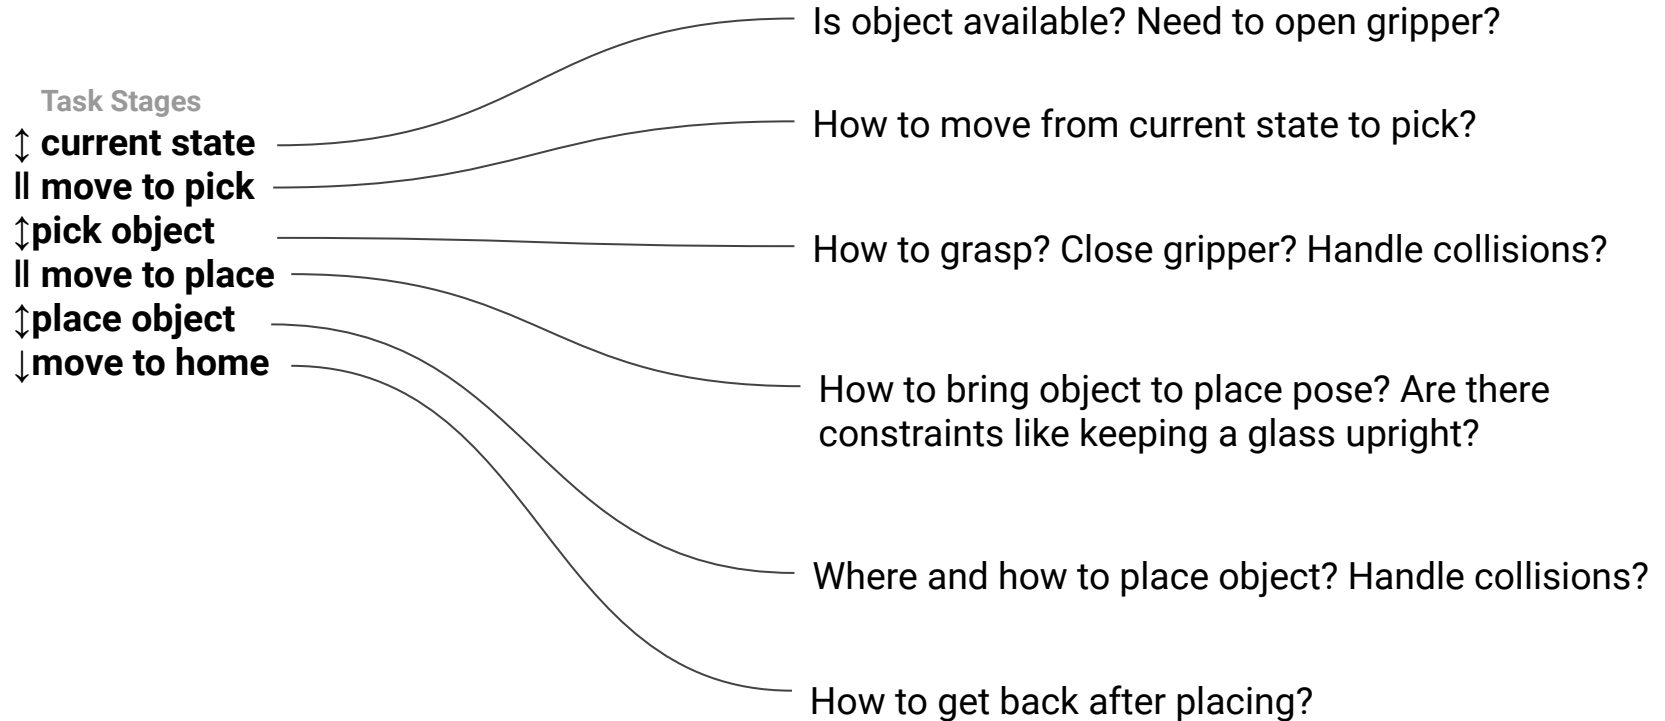 Task Stages
↕ current state
|| move to pick
↕pick object
|| move to place
↕place object
↓move to home
Is object available? Need to open gripper?
How to move from current state to pick?
How to grasp? Close gripper? Handle collisions?
How to bring object to place pose? Are there
constraints like keeping a glass upright?
Where and how to place object? Handle collisions?
How to get back after placing?